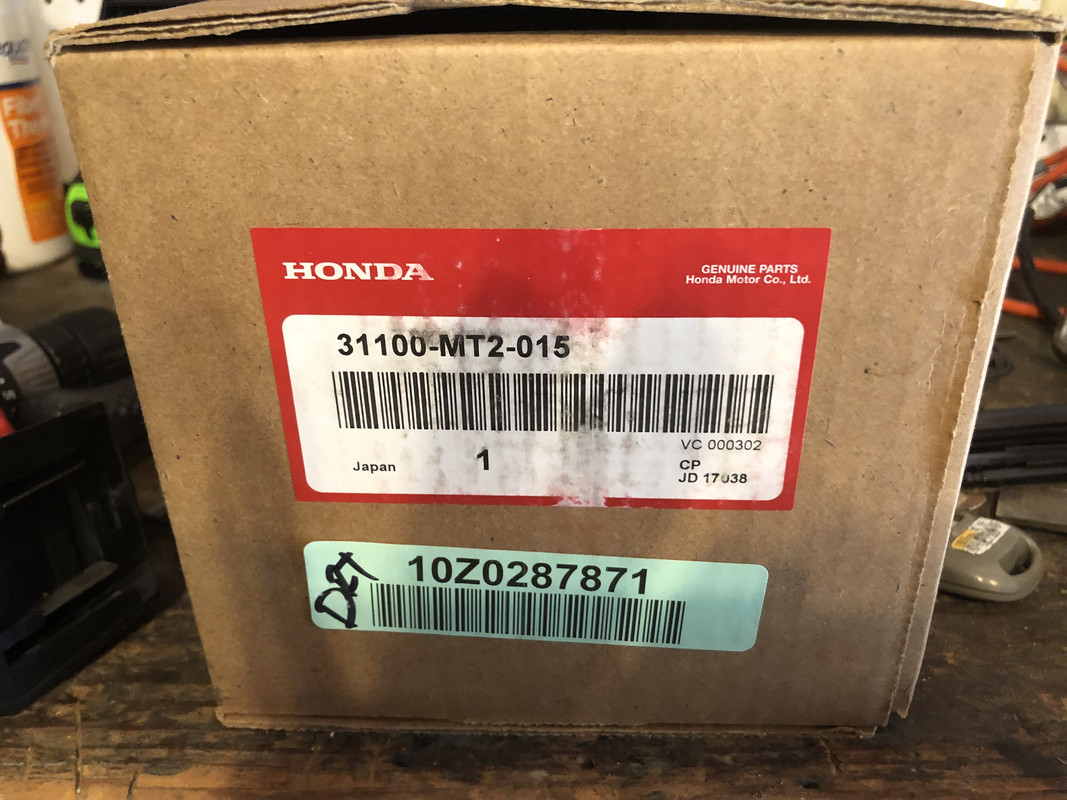 HONDA
GENUINE PARTS
Honda Motor Co., Ltd.
31100-MT2-015
VC 000302
Japan
1
CP
JD 17038
10Z0287871